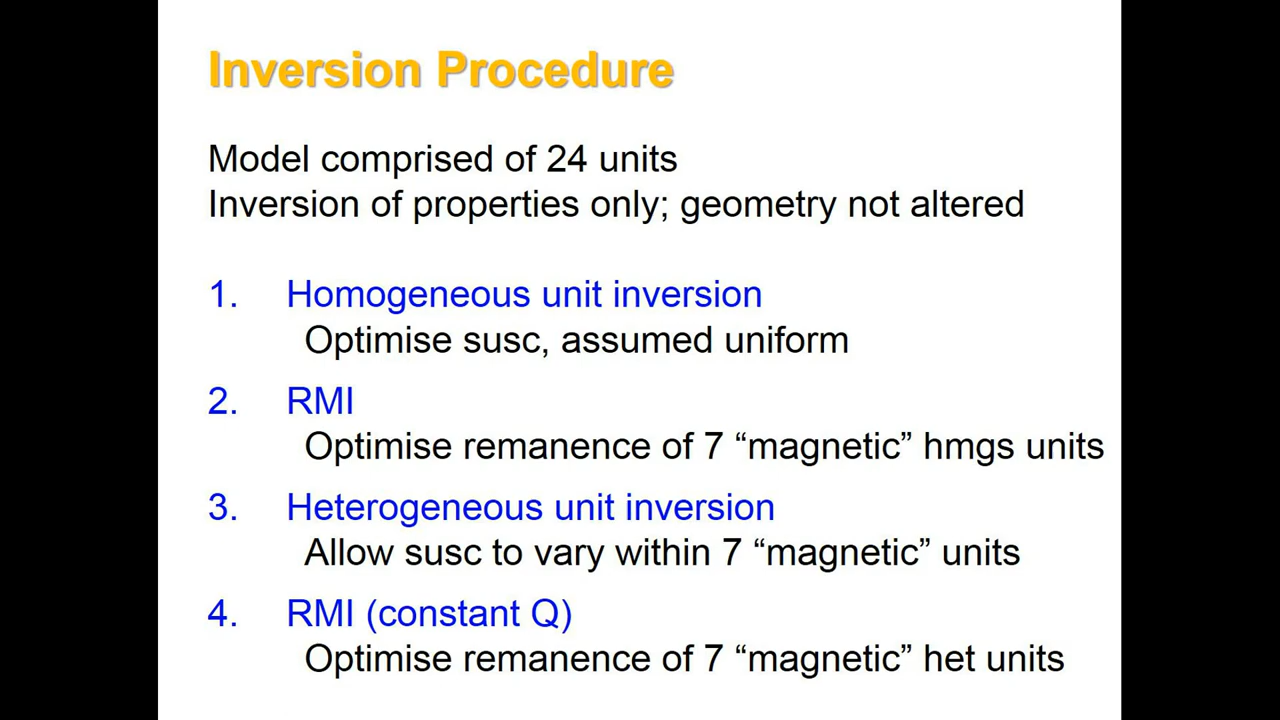 Inversion Procedure
Model comprised of 24 units
Inversion of properties only; geometry not altered
1. Homogeneous unit inversion
Optimise susc, assumed uniform
2. RMI
Optimise remanence of 7 “magnetic” hmgs units
3. Heterogeneous unit inversion
Allow susc to vary within 7 “magnetic” units
4. RMI (constant Q)
Optimise remanence of 7 “magnetic” het units